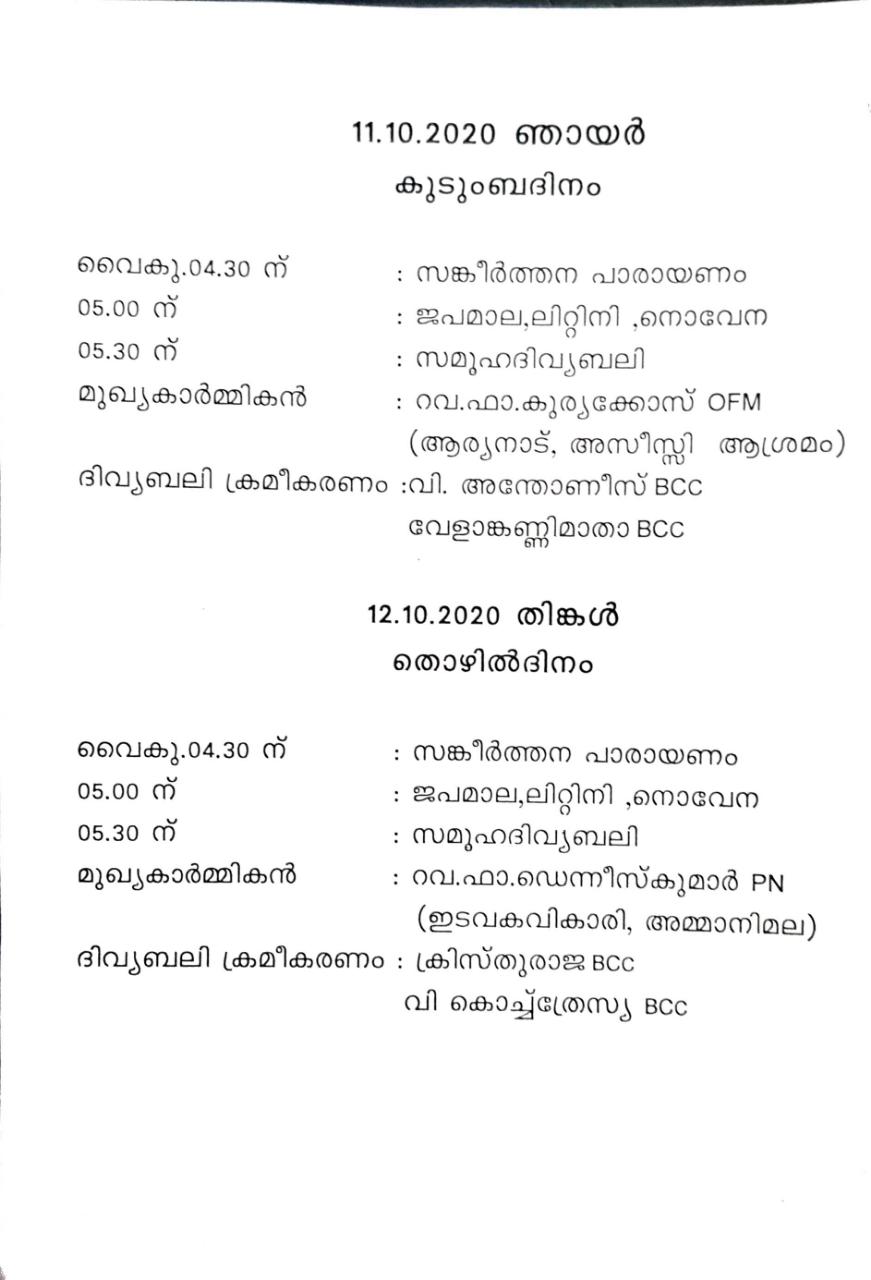 11.10.2020 ഞായർ
കുടുംബദിനം
വൈകു.04.30 ന് : സങ്കീർത്തന പാരായണം
05.00 ന് : ജപമാല,ലിറ്റിനി ,നൊവേന
05.30 ന് : സമൂഹദിവ്യബലി
മുഖ്യകാർമ്മികൻ : റവ.ഫാ.കുര്യക്കോസ് OFM
(ആര്യനാട്, അസീസ്സി ആശ്രമം)
ദിവ്യബലി ക്രമീകരണം :വി. അന്തോണീസ് BCC
വേളാങ്കണ്ണിമാതാ BCC
12.10.2020 തിങ്കൾ
തൊഴിൽദിനം
വൈകു.04.30 ന് : സങ്കീർത്തന പാരായണം
05.00 ന് : ജപമാല,ലിറ്റിനി ,നൊവേന
05.30 ന് : സമൂഹദിവ്യബലി
മുഖ്യകാർമ്മികൻ : റവ.ഫാ.ഡെന്നീസ്കുമാർ PN
(ഇടവകവികാരി, അമ്മാനിമല)
ദിവ്യബലി ക്രമീകരണം : ക്രിസ്തുരാജ BCC
വി കൊച്ച്ത്രേസ്യ BCC